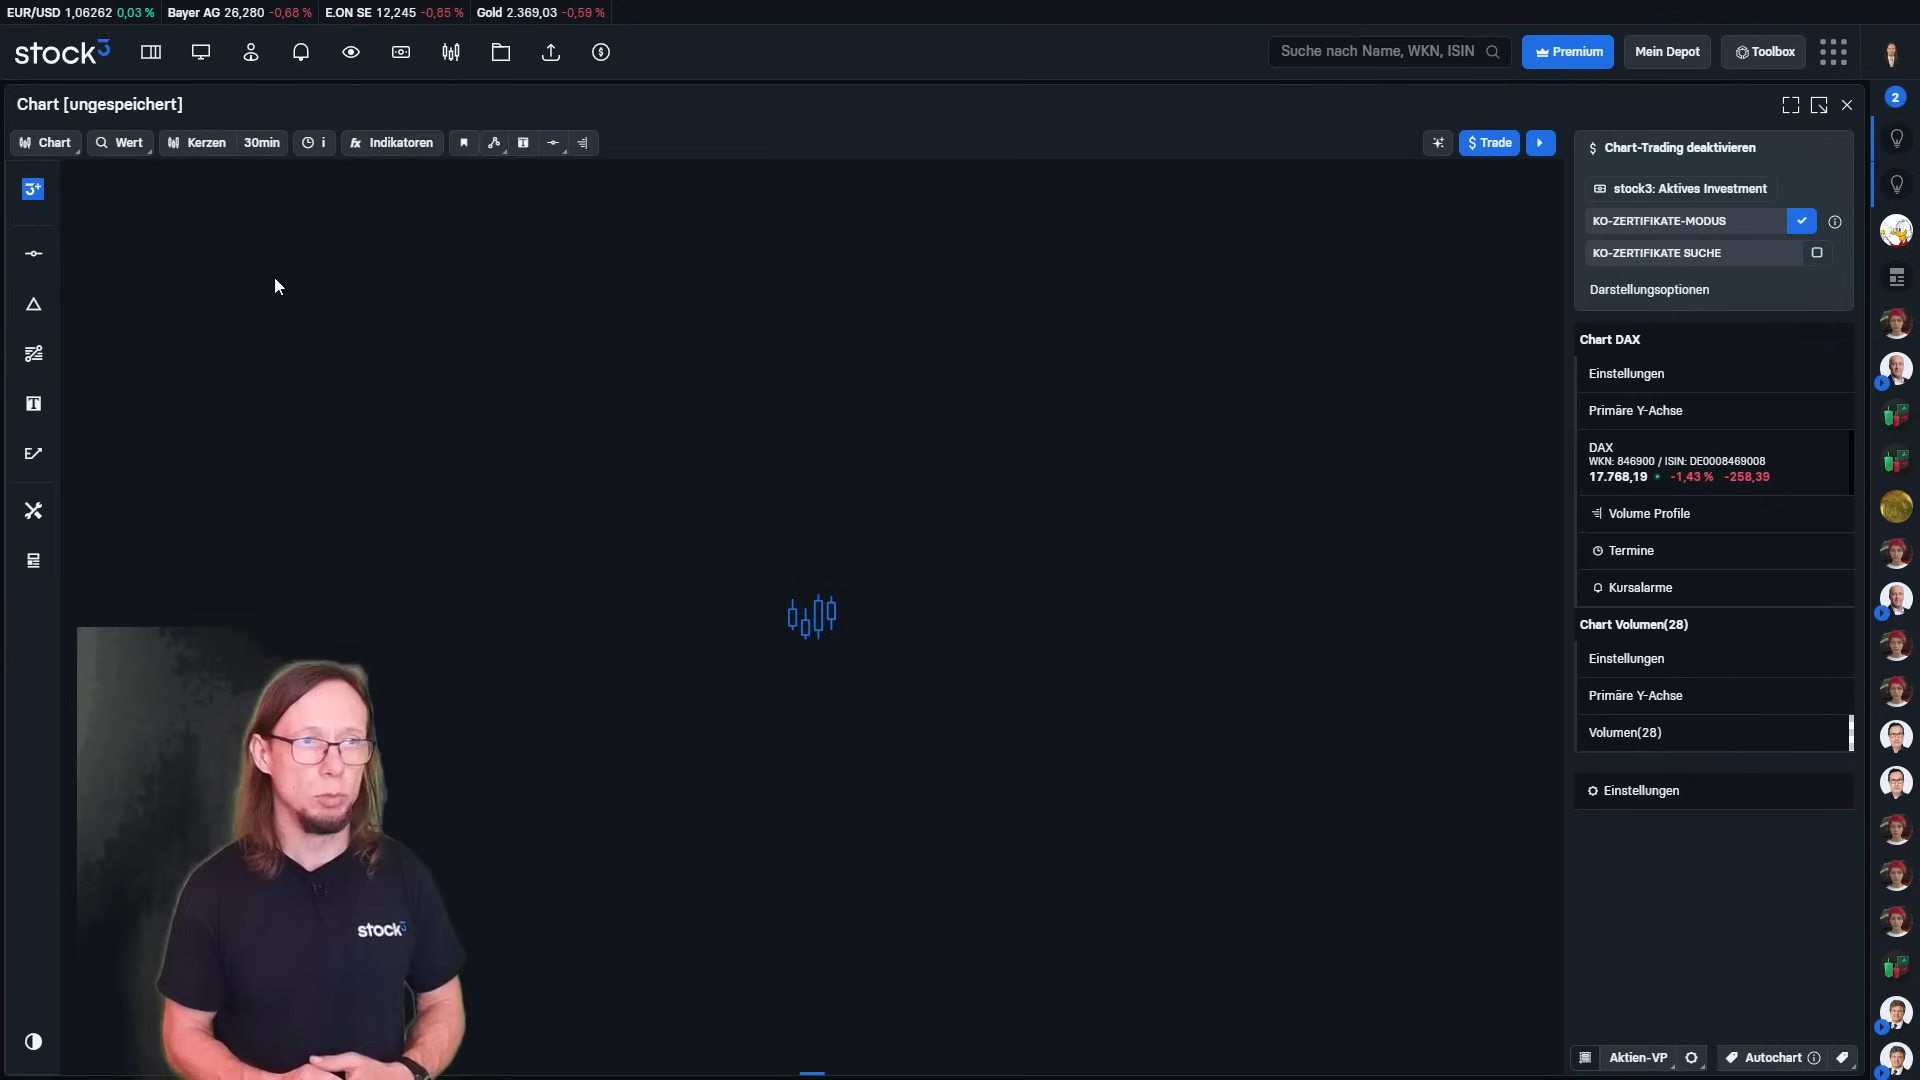 EUR/USD 1,06262 0,03 % Bayer AG 26,280 -0,68 % E.ON SE 12,245 -0,85 % Gold 2.369,03 -0,59 %
stock3 Suche nach Name, WKN, ISIN Premium Mein Depot Toolbox
Chart [ungespeichert] 2
Chart Wert Kerzen 30min i fx Indikatoren T $ Trade
$ Chart-Trading deaktivieren
3+
stock3: Aktives Investment
KO-ZERTIFIKATE-MODUS
KO-ZERTIFIKATE SUCHE
Darstellungsoptionen
Chart DAX
Einstellungen
T
Primäre Y-Achse
DAX
WKN: 846900 / ISIN: DE0008469008
17.768,19 -1,43 % -258,39
Volume Profile
Termine
Kursalarme
Chart Volumen(28)
Einstellungen
Primäre Y-Achse
Volumen(28)
Einstellungen
stock3
Aktien-VP Autochart